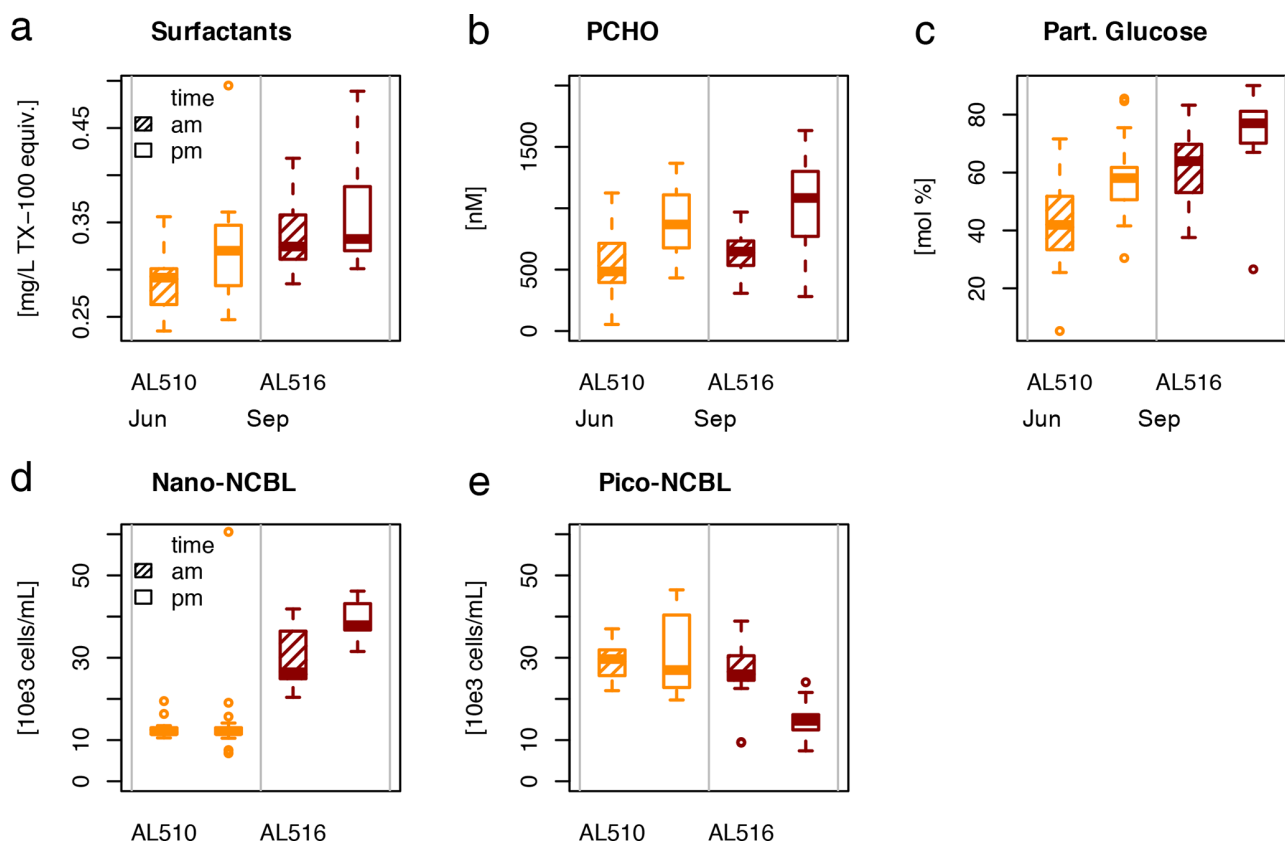 a Surfactants
b PCHO
c Part. Glucose
[mg/L TX−100 equiv.]
0.25 0.35 0.45
time
am
pm
[nM]
0 500 1500
[mol %]
20 40 60 80
AL510 AL516
Jun Sep
AL510 AL516
Jun Sep
AL510 AL516
Jun Sep
d Nano-NCBL
e Pico-NCBL
[10e3 cells/mL]
0 10 30 50
time
am
pm
[10e3 cells/mL]
0 10 30 50
AL510 AL516
AL510 AL516